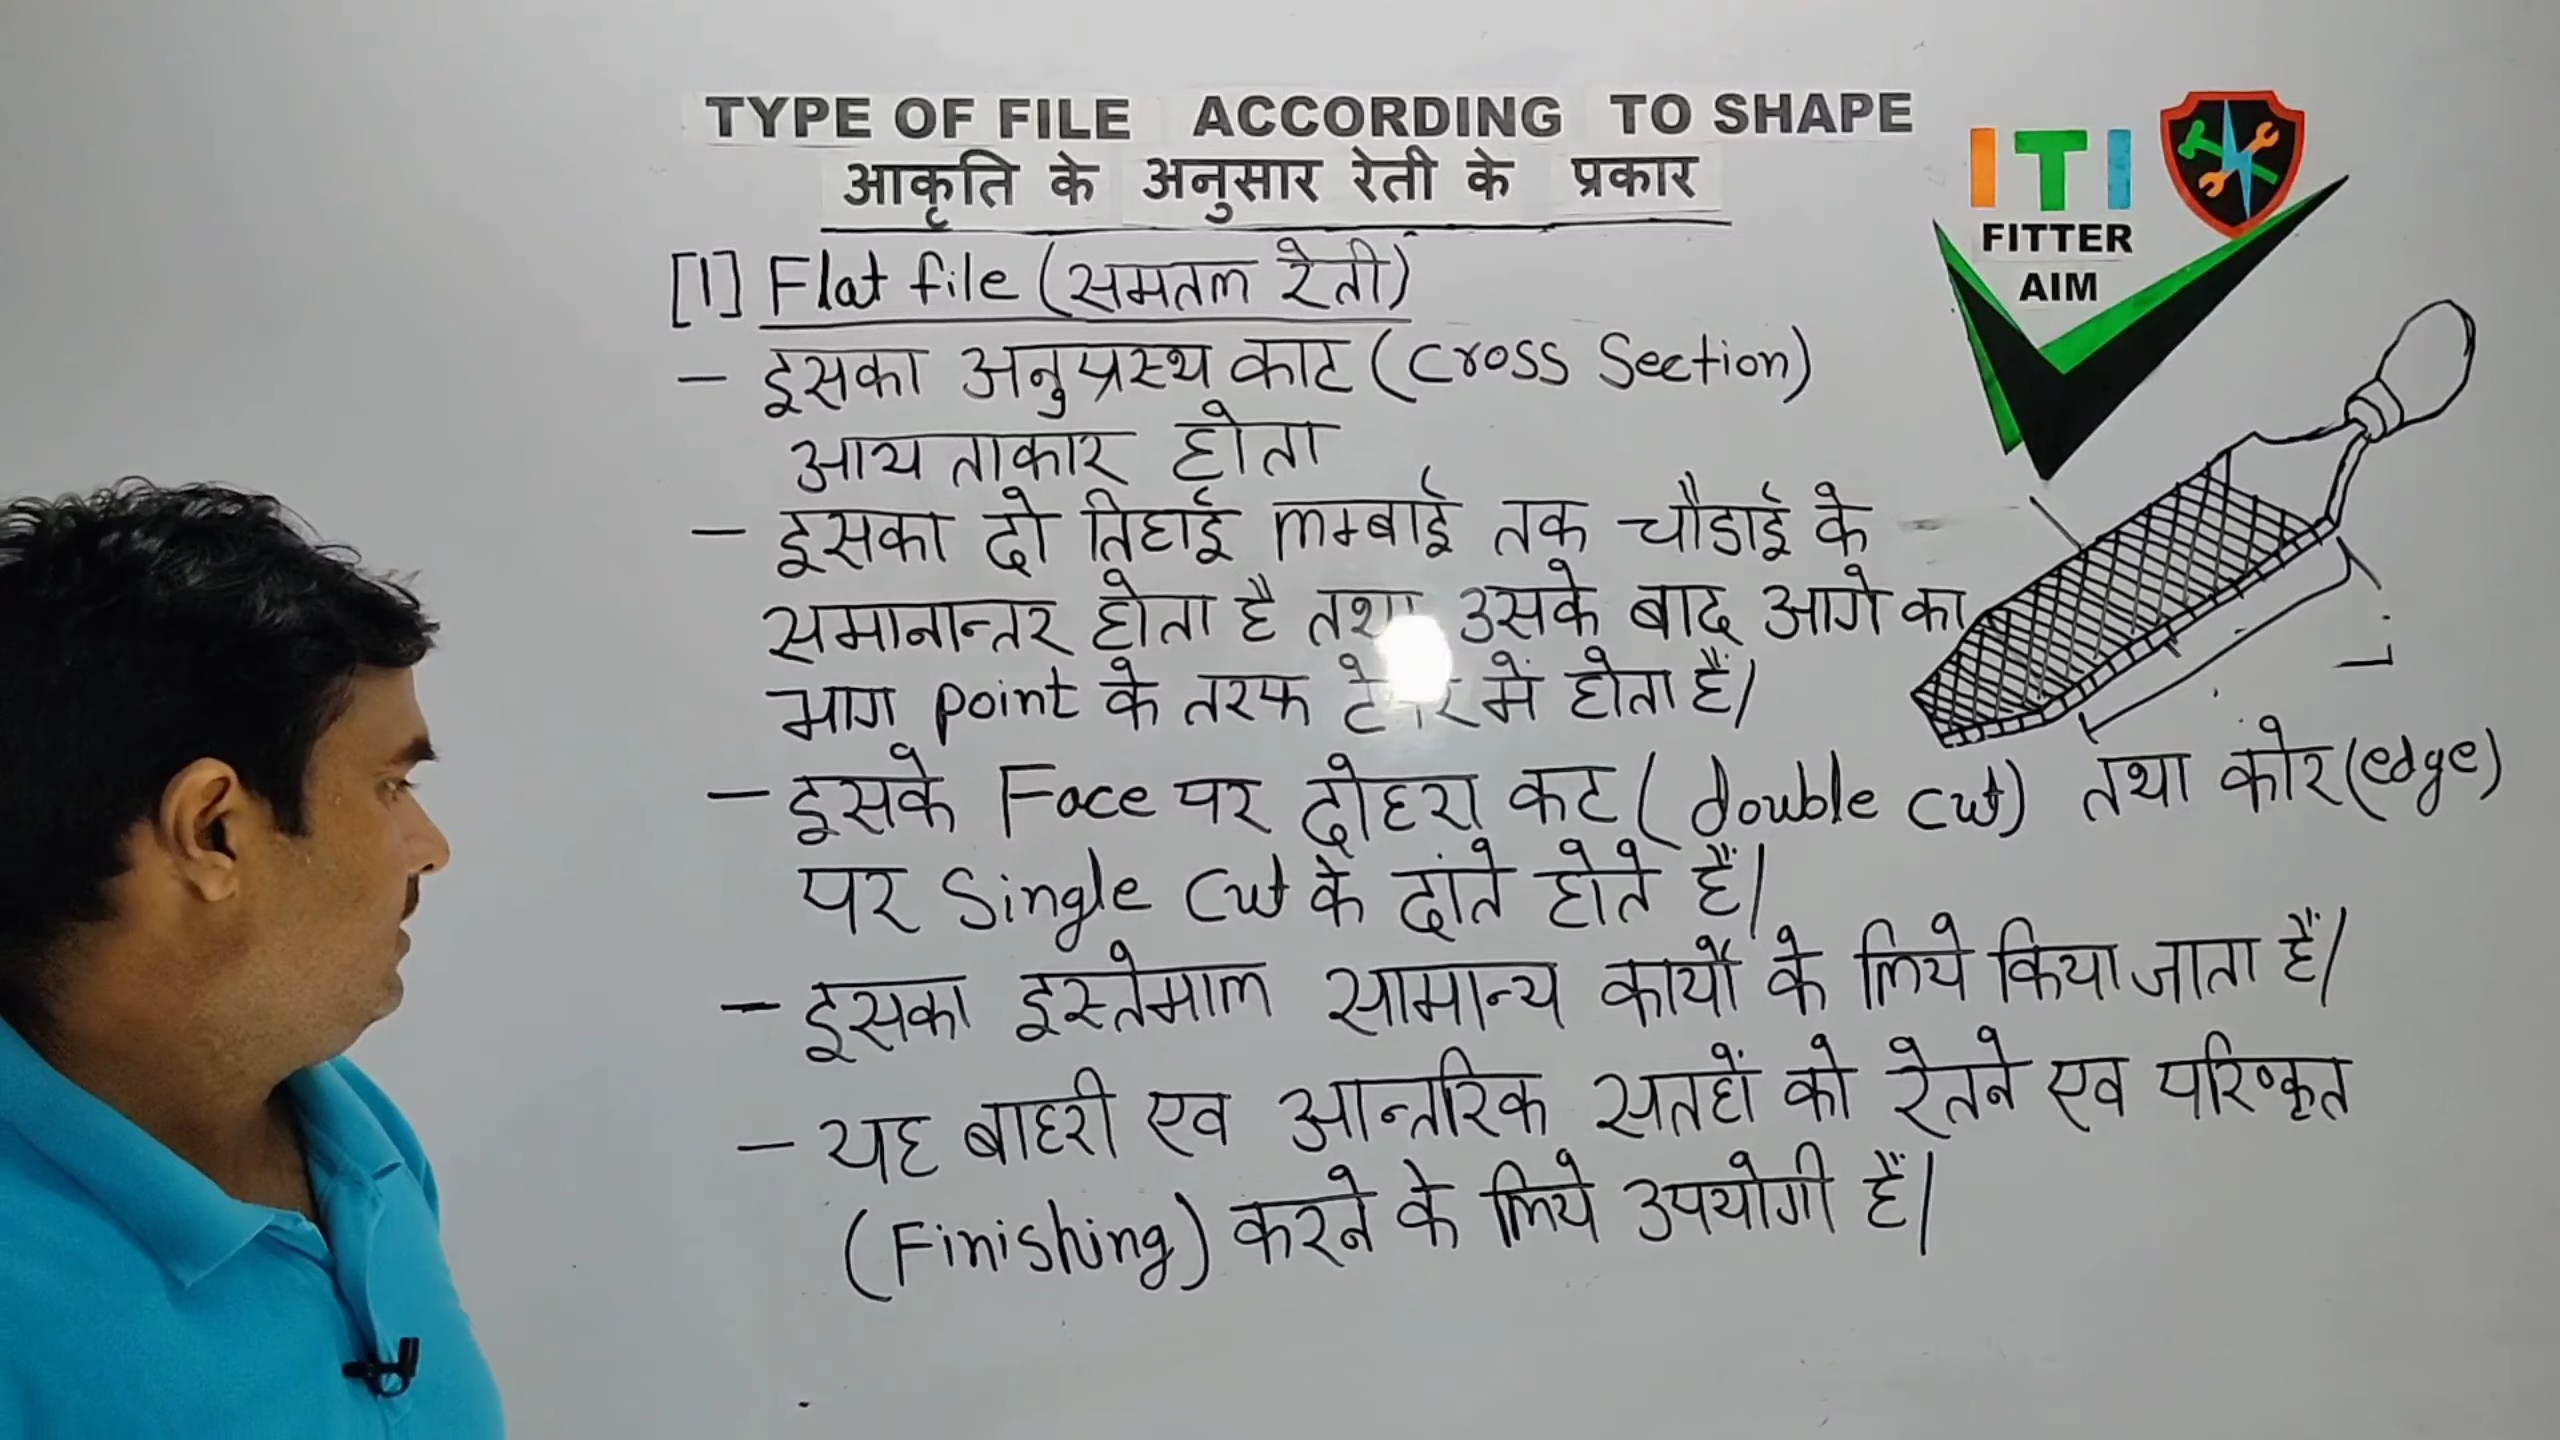 TYPE OF FILE ACCORDING TO SHAPE
आकृति के अनुसार रेती के प्रकार
ITI
FITTER
AIM
[1] Flat file (समतल रेती)
- इसका अनुप्रस्थ काट (Cross Section)
आयताकार होता
- इसका दो तिहाई लम्बाई तक चौडाई के
समानान्तर होता है तथा उसके बाद आगे का
भाग point के तरफ में होता हैं|
- इसके Face पर दोहरा कट (double cut) तथा कोर (edge)
पर Single Cut के दांते होते हैं|
- इसका इस्तेमाल सामान्य कार्यो के लिये किया जाता हैं|
- यह बाहरी एव आन्तरिक सतहों को रेतने एव परिष्कृत
(Finishing) करने के लिये उपयोगी हैं|